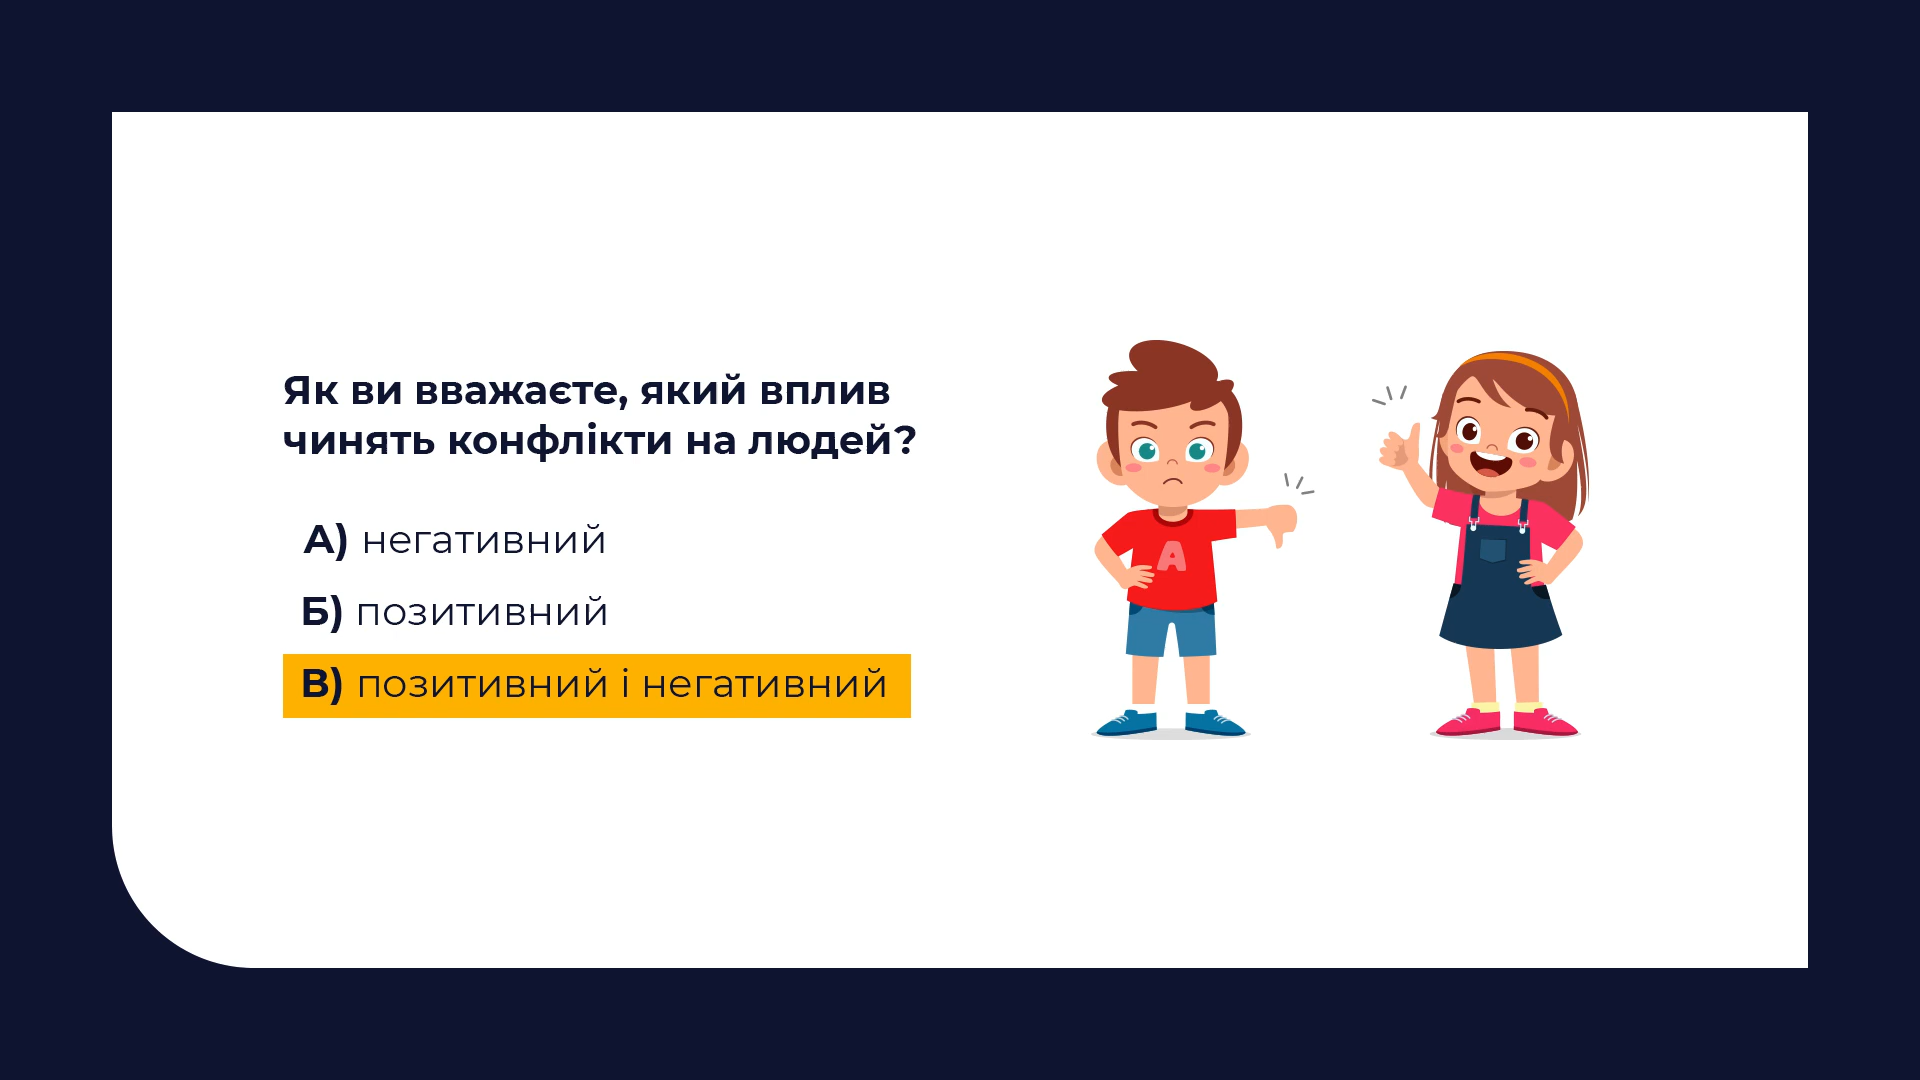 Як ви вважаєте, який вплив
чинять конфлікти на людей?
А) негативний
Б) позитивний
В) позитивний і негативний
A